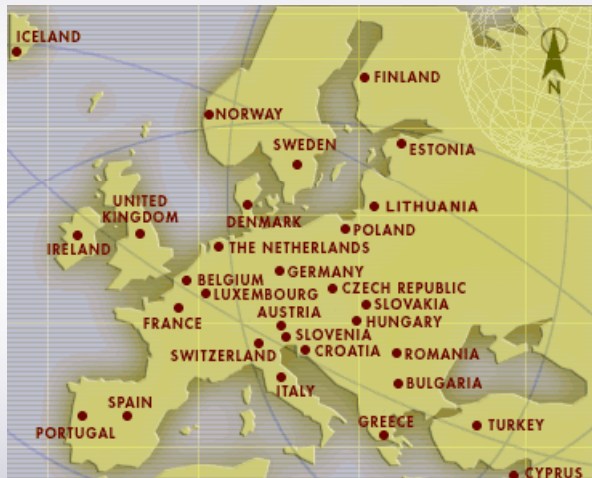 ICELAND
FINLAND
NORWAY
SWEDEN
ESTONIA
UNITED
KINGDOM
DENMARK
LITHUANIA
POLAND
IRELAND
THE NETHERLANDS
GERMANY
BELGIUM
CZECH REPUBLIC
LUXEMBOURG
SLOVAKIA
AUSTRIA
FRANCE
HUNGARY
SLOVENIA
SWITZERLAND
CROATIA
ROMANIA
ITALY
BULGARIA
SPAIN
PORTUGAL
GREECE
TURKEY
CYPRUS
N